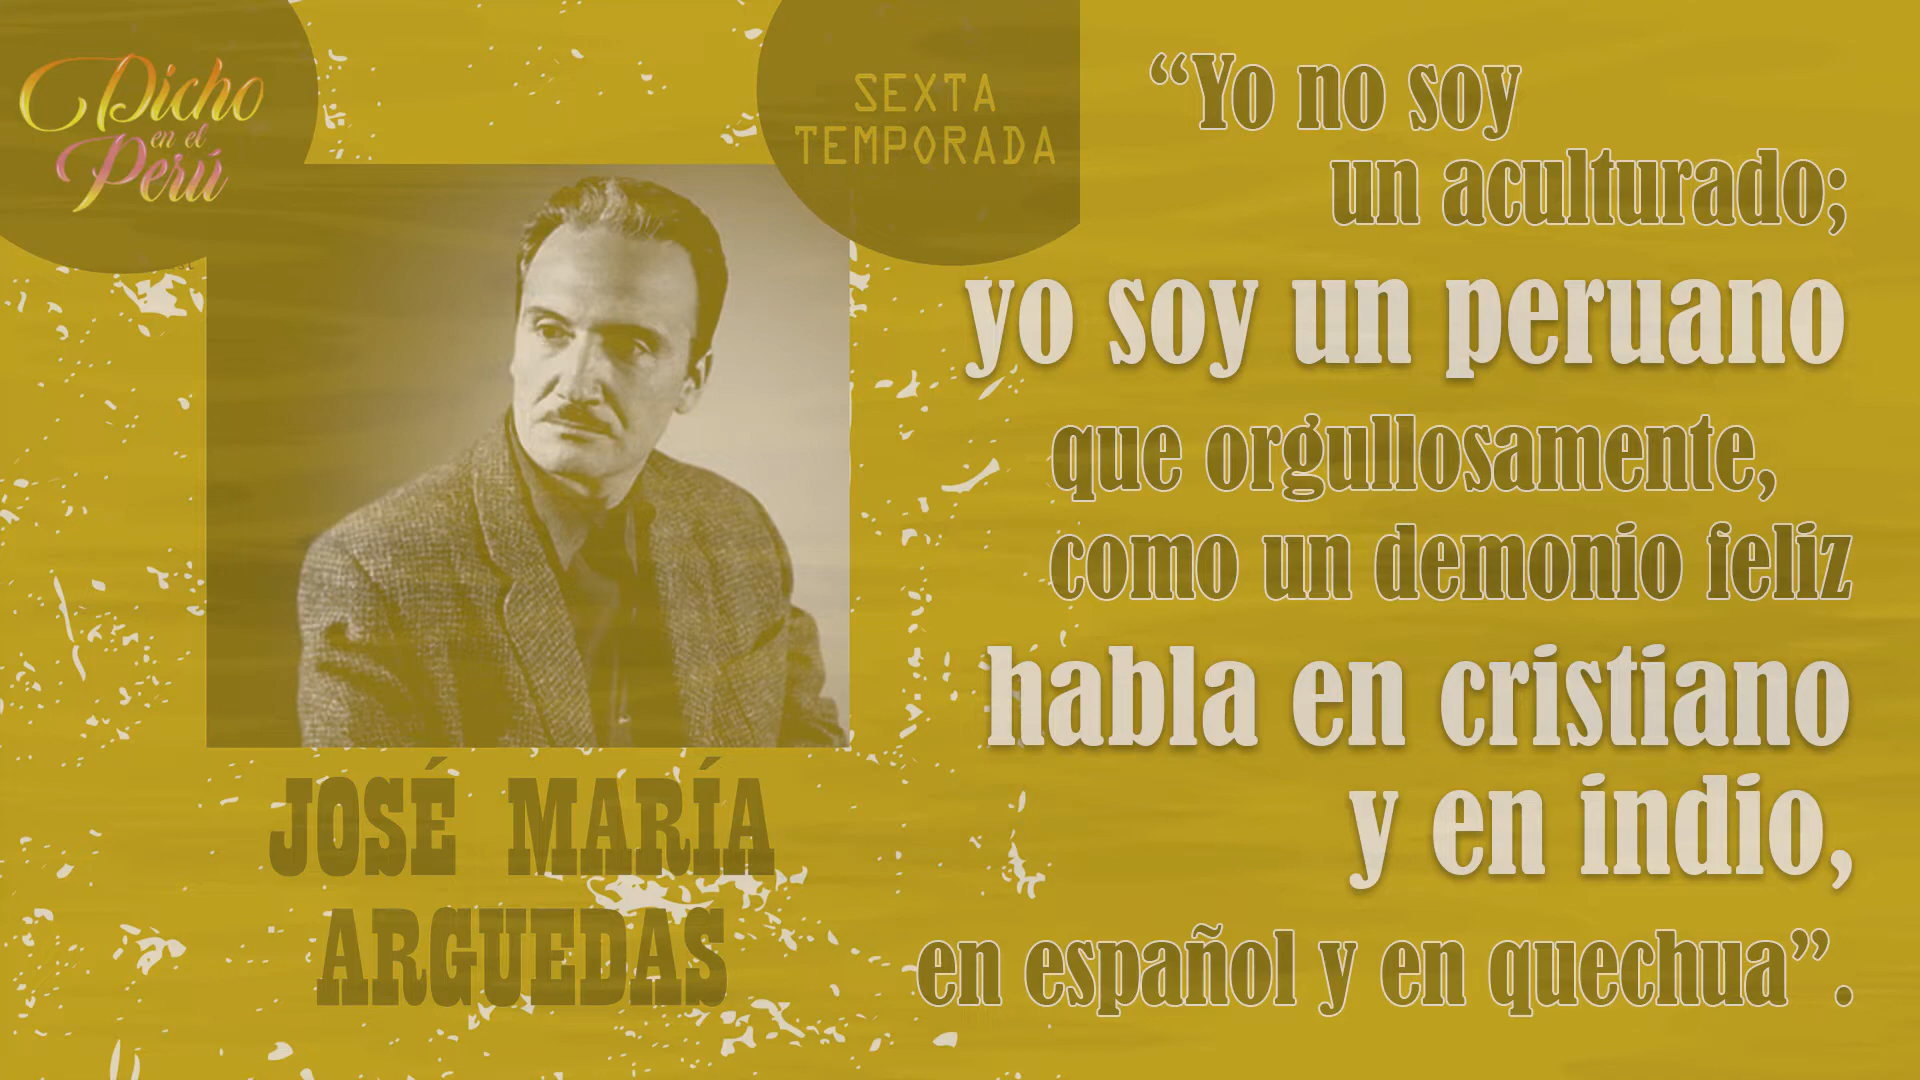 Dicho
en el
Perú
SEXTA
TEMPORADA
“Yo no soy
un aculturado;
yo soy un peruano
que orgullosamente,
como un demonio feliz
habla en cristiano
y en indio,
en español y en quechua”.
JOSÉ MARÍA
ARGUEDAS